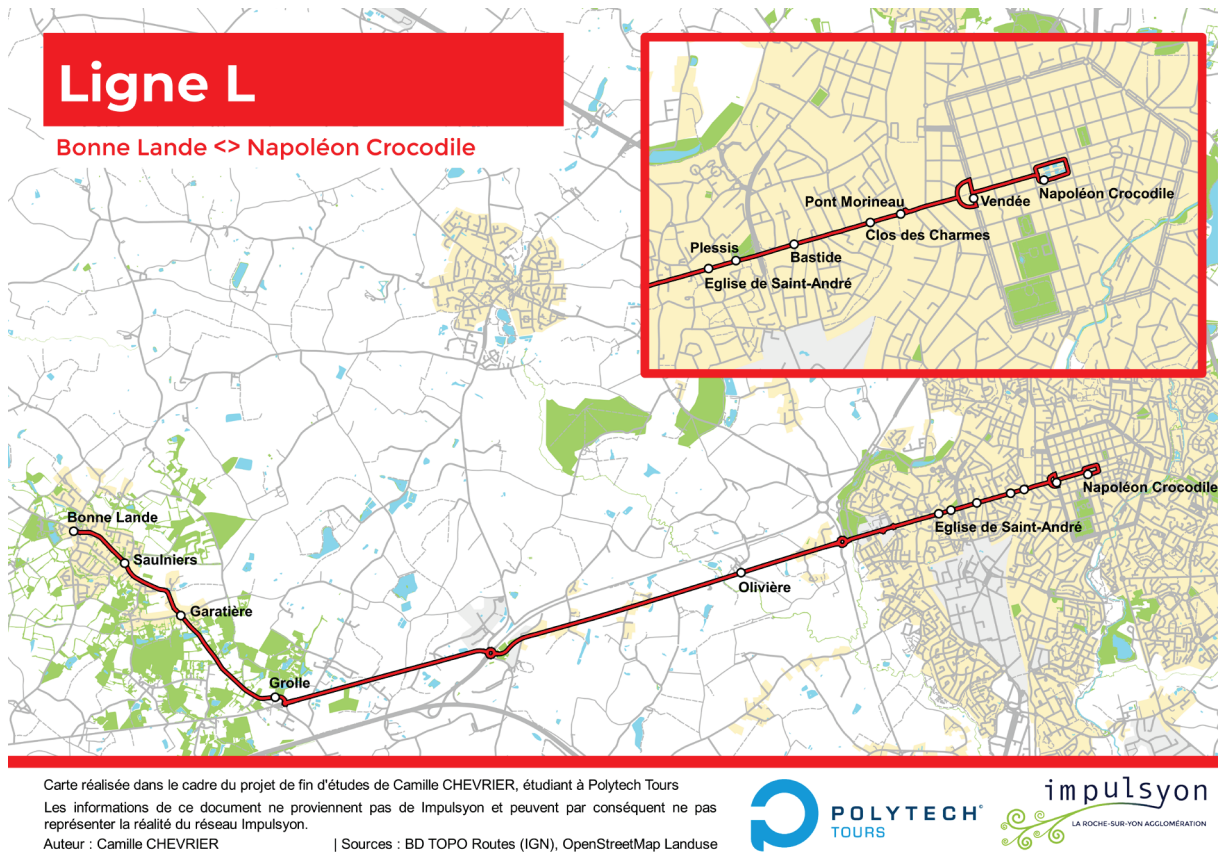 Ligne L
Bonne Lande <> Napoléon Crocodile
Pont Morineau
Vendée
Napoléon Crocodile
Clos des Charmes
Plessis
Bastide
Eglise de Saint-André
Napoléon Crocodile
Bonne Lande
Eglise de Saint-André
Saulniers
Olivière
Garatière
Grolle
Carte réalisée dans le cadre du projet de fin d'études de Camille CHEVRIER, étudiant à Polytech Tours
Les informations de ce document ne proviennent pas de Impulsyon et peuvent par conséquent ne pas
représenter la réalité du réseau Impulsyon.
Auteur : Camille CHEVRIER | Sources : BD TOPO Routes (IGN), OpenStreetMap Landuse
POLYTECH°
TOURS
impulsyon
LA ROCHE-SUR-YON AGGLOMÉRATION